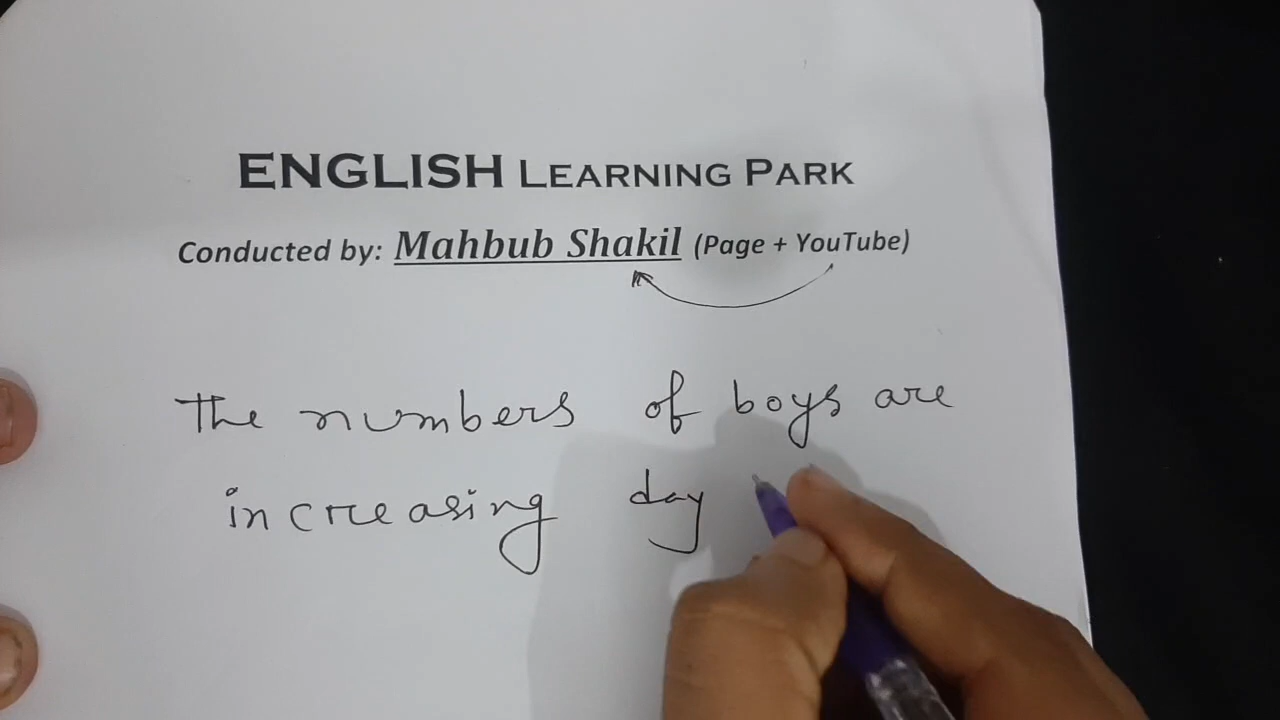 ENGLISH LEARNING PARK
Conducted by: Mahbub Shakil (Page + YouTube)
The numbers of boys are
increasing day